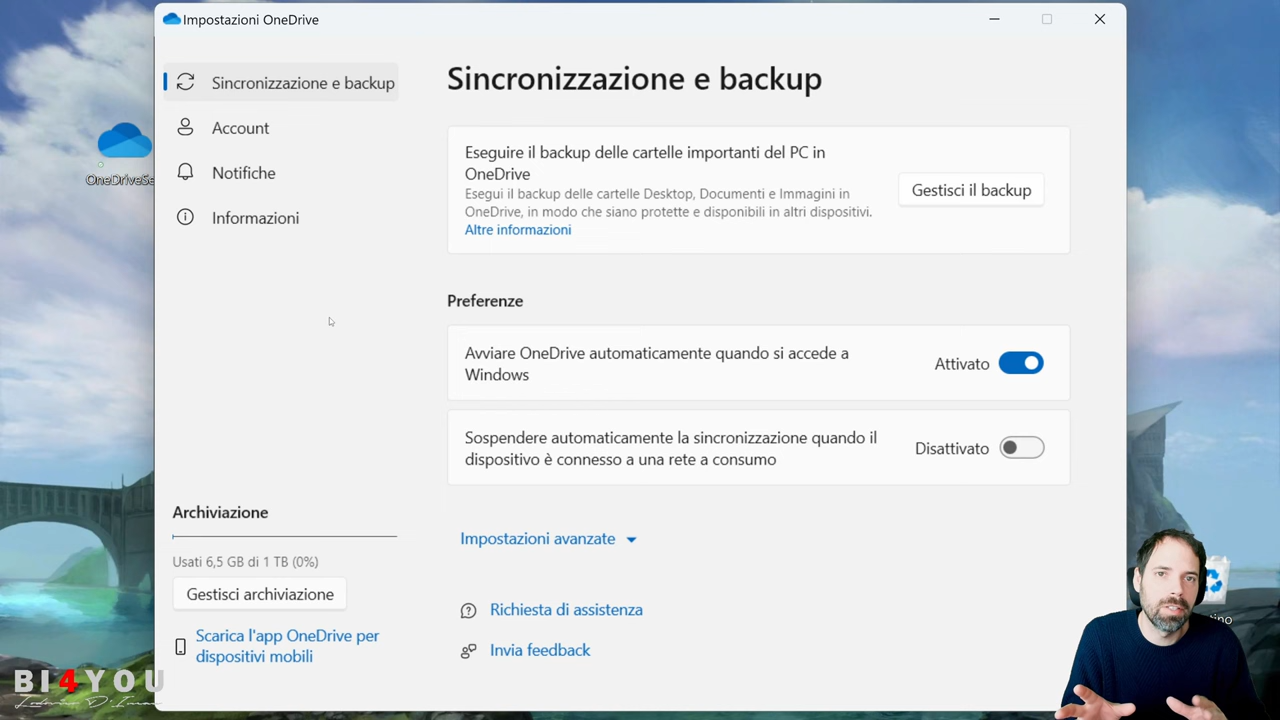 Impostazioni OneDrive
Sincronizzazione e backup
Account
Notifiche
Informazioni
Archiviazione
Usati 6,5 GB di 1 TB (0%)
Gestisci archiviazione
Scarica l'app OneDrive per
dispositivi mobili
Sincronizzazione e backup
Eseguire il backup delle cartelle importanti del PC in
OneDrive
Esegui il backup delle cartelle Desktop, Documenti e Immagini in
OneDrive, in modo che siano protette e disponibili in altri dispositivi.
Altre informazioni
Gestisci il backup
Preferenze
Avviare OneDrive automaticamente quando si accede a
Windows
Attivato
Sospendere automaticamente la sincronizzazione quando il
dispositivo è connesso a una rete a consumo
Disattivato
Impostazioni avanzate
Richiesta di assistenza
Invia feedback
OneDriveSe
tino
BI4YOU